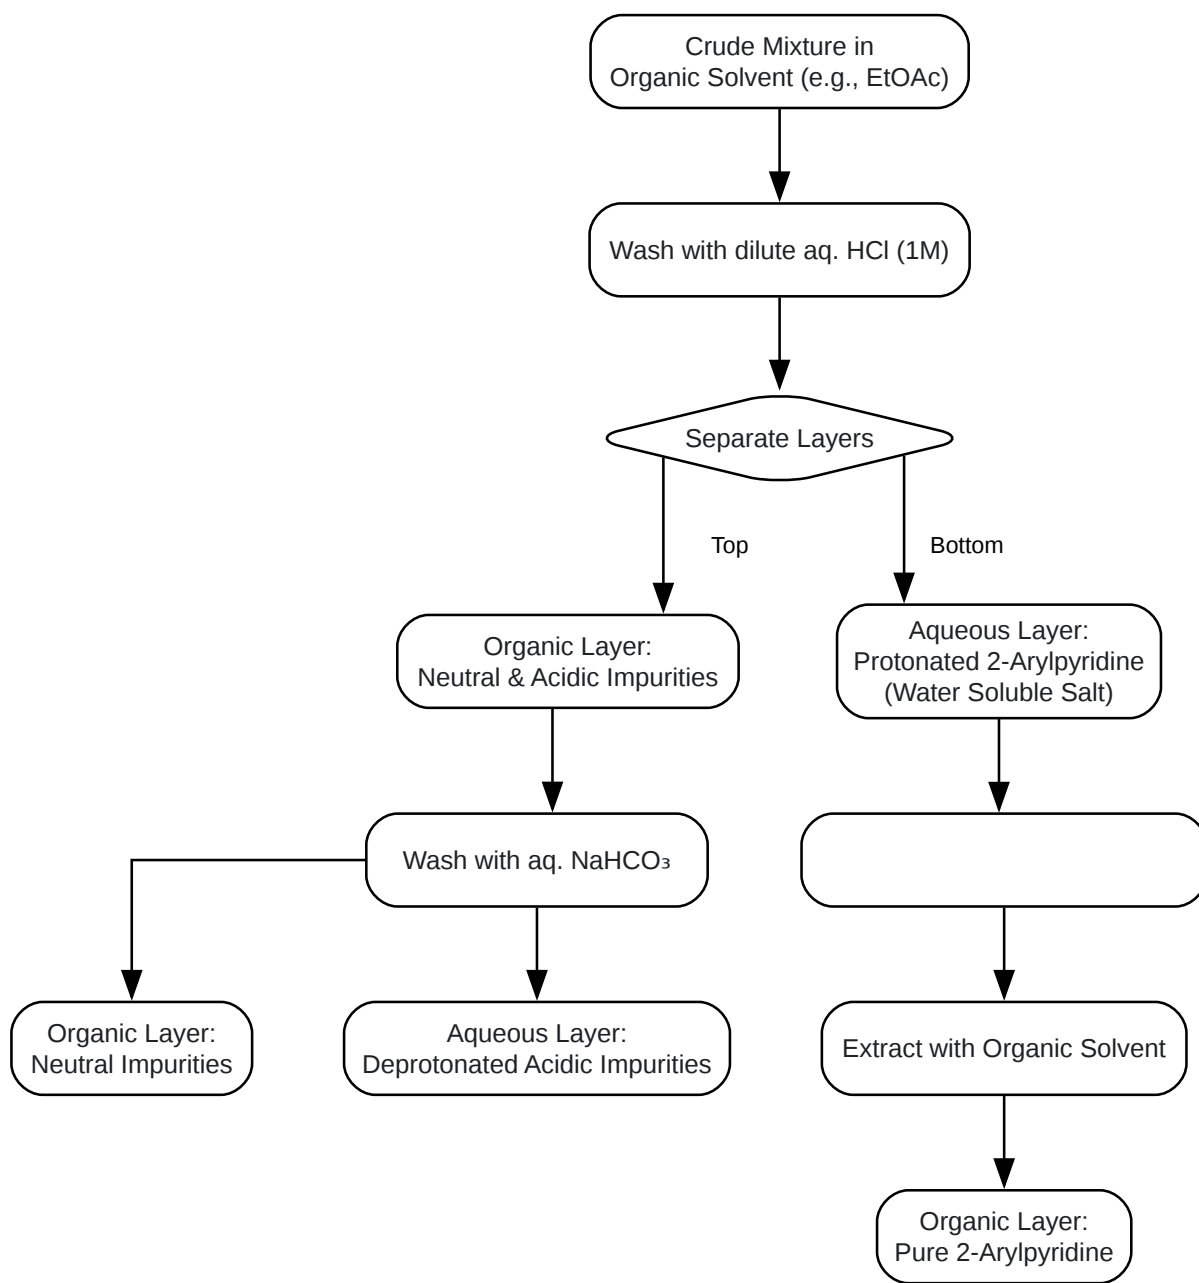 Crude Mixture in
Organic Solvent (e.g., EtOAc)
Wash with dilute aq. HCl (1M)
Separate Layers
Top
Bottom
Organic Layer:
Neutral & Acidic Impurities
Aqueous Layer:
Protonated 2-Arylpyridine
(Water Soluble Salt)
Wash with aq. NaHCO₃
Organic Layer:
Neutral Impurities
Aqueous Layer:
Deprotonated Acidic Impurities
Extract with Organic Solvent
Organic Layer:
Pure 2-Arylpyridine